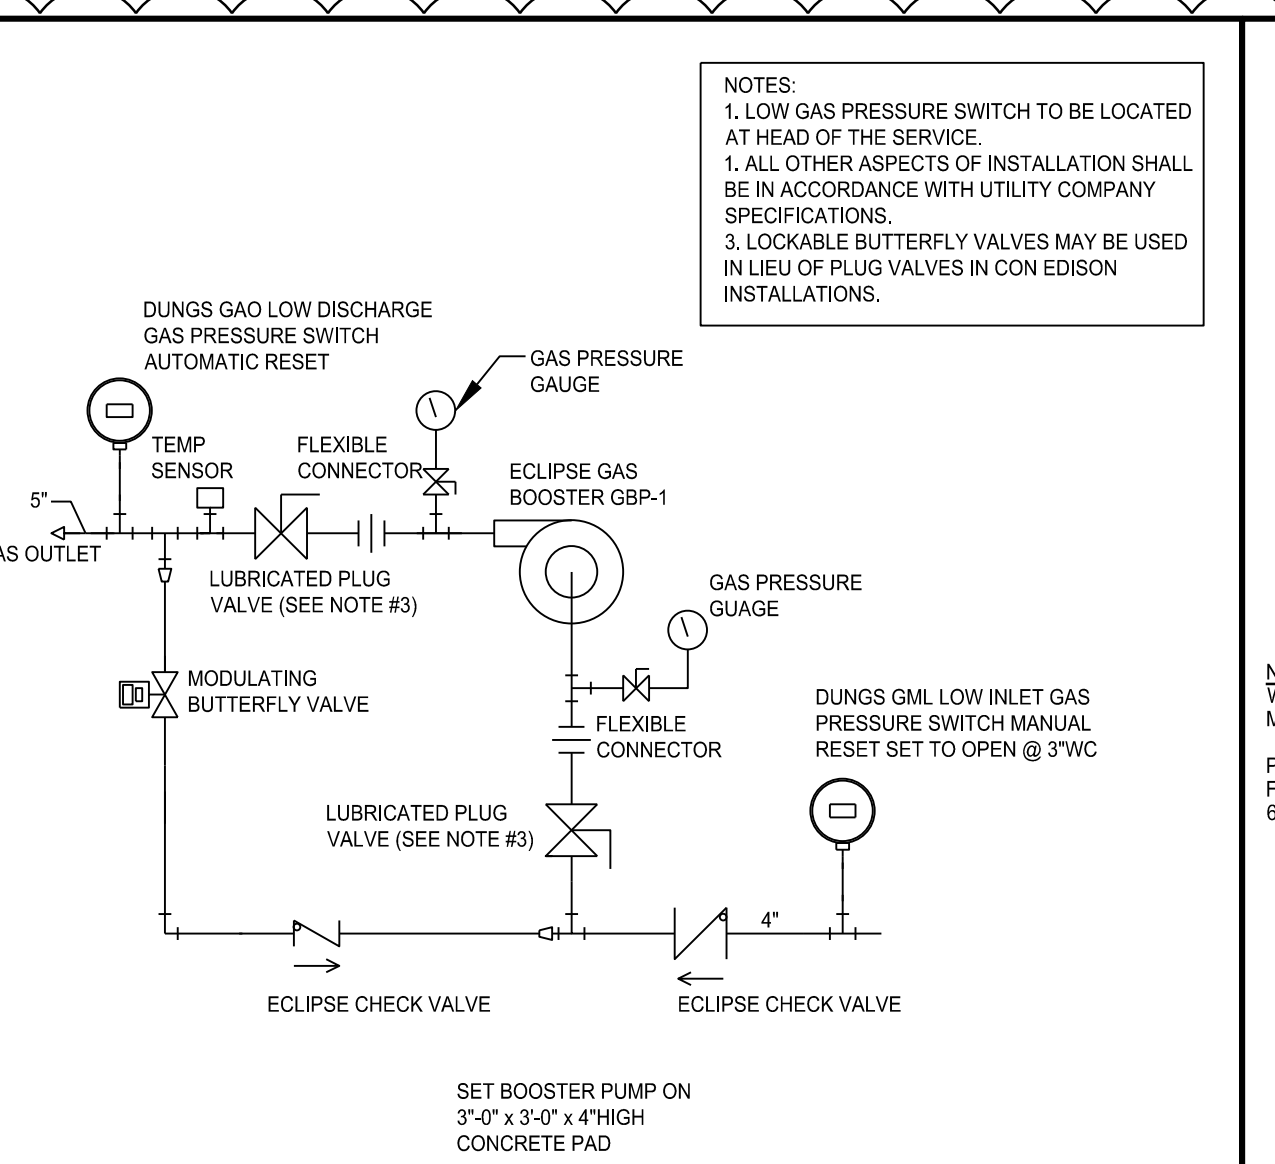 NOTES:
1. LOW GAS PRESSURE SWITCH TO BE LOCATED
AT HEAD OF THE SERVICE.
1. ALL OTHER ASPECTS OF INSTALLATION SHALL
BE IN ACCORDANCE WITH UTILITY COMPANY
SPECIFICATIONS.
3. LOCKABLE BUTTERFLY VALVES MAY BE USED
IN LIEU OF PLUG VALVES IN CON EDISON
INSTALLATIONS.
DUNGS GAO LOW DISCHARGE
GAS PRESSURE SWITCH
AUTOMATIC RESET
GAS PRESSURE
GAUGE
TEMP
SENSOR
FLEXIBLE
CONNECTOR
ECLIPSE GAS
BOOSTER GBP-1
5"
AS OUTLET
LUBRICATED PLUG
VALVE (SEE NOTE #3)
GAS PRESSURE
GUAGE
MODULATING
BUTTERFLY VALVE
FLEXIBLE
CONNECTOR
DUNGS GML LOW INLET GAS
PRESSURE SWITCH MANUAL
RESET SET TO OPEN @ 3"WC
LUBRICATED PLUG
VALVE (SEE NOTE #3)
4"
ECLIPSE CHECK VALVE
ECLIPSE CHECK VALVE
SET BOOSTER PUMP ON
3"-0" x 3'-0" x 4"HIGH
CONCRETE PAD